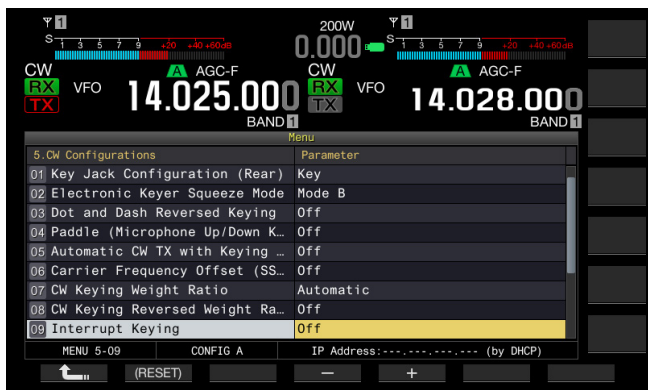 1 200W 1
S 1 3 5 7 9 +20 +40 +60dB 0.000 S 1 3 5 7 9 +20 +40 +60dB
CW A AGC-F CW A AGC-F
RX VFO 14.025.000 RX VFO 14.028.000
TX BAND 1 TX BAND 1
Menu
5.CW Configurations Parameter
01 Key Jack Configuration (Rear) Key
02 Electronic Keyer Squeeze Mode Mode B
03 Dot and Dash Reversed Keying Off
04 Paddle (Microphone Up/Down K… Off
05 Automatic CW TX with Keying … Off
06 Carrier Frequency Offset (SS… Off
07 CW Keying Weight Ratio Automatic
08 CW Keying Reversed Weight Ra… Off
09 Interrupt Keying Off
MENU 5-09 CONFIG A IP Address:---.---.---.--- (by DHCP)
(RESET) − +